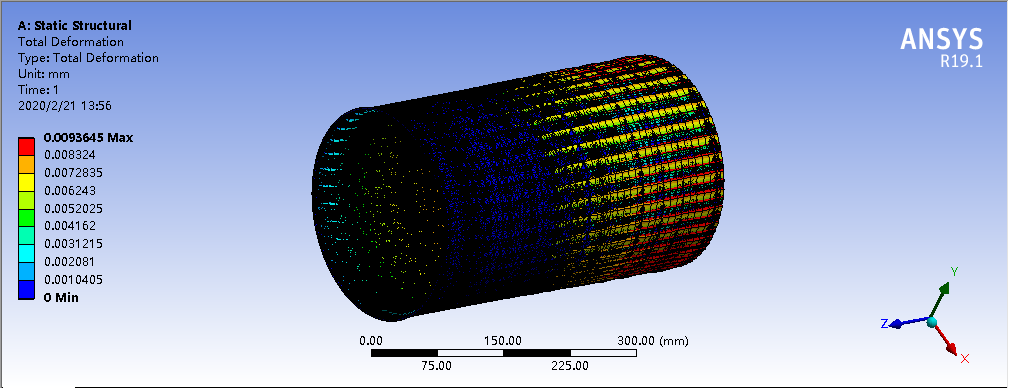 A: Static Structural
Total Deformation
Type: Total Deformation
Unit: mm
Time: 1
2020/2/21 13:56
0.0093645 Max
0.008324
0.0072835
0.006243
0.0052025
0.004162
0.0031215
0.002081
0.0010405
0 Min
ANSYS
R19.1
0.00 150.00 300.00 (mm)
75.00 225.00
Y
Z
X